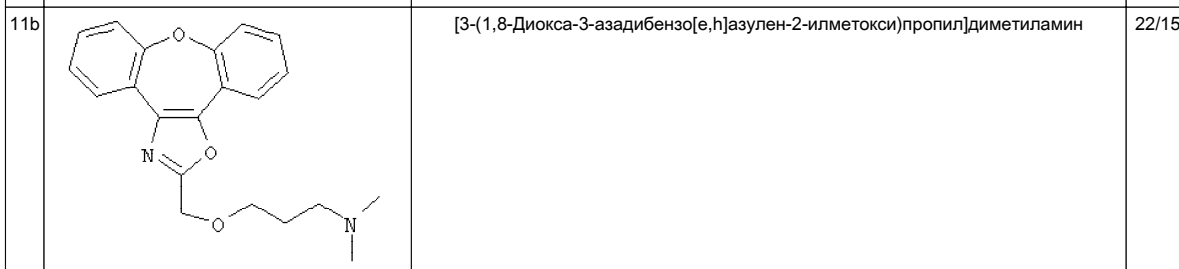 11b
[3-(1,8-Диокса-3-азадибензо[e,h]азулен-2-илметокси)пропил]диметиламин
22/15
O
N
O
O
N